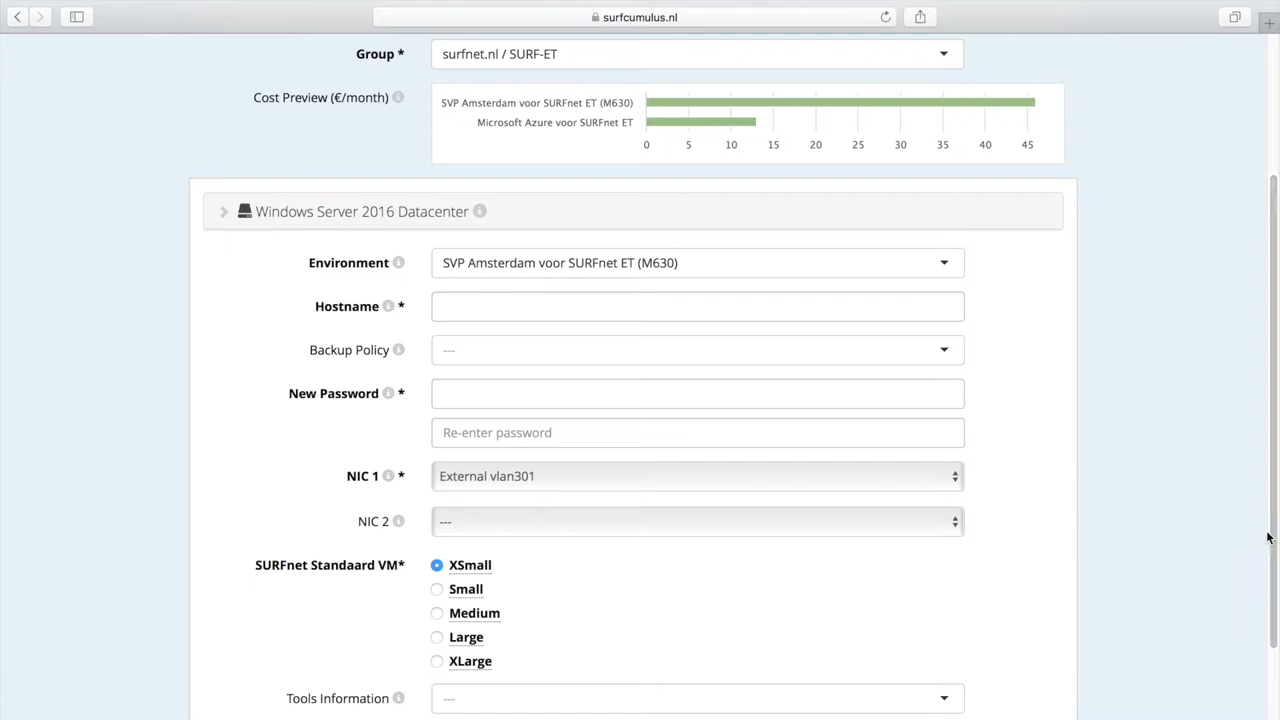 surfcumulus.nl
Group *
surfnet.nl / SURF-ET
Cost Preview (€/month)
SVP Amsterdam voor SURFnet ET (M630)
Microsoft Azure voor SURFnet ET
0 5 10 15 20 25 30 35 40 45
Windows Server 2016 Datacenter
Environment
SVP Amsterdam voor SURFnet ET (M630)
Hostname *
Backup Policy
---
New Password *
Re-enter password
NIC 1 *
External vlan301
NIC 2
---
SURFnet Standaard VM*
XSmall
Small
Medium
Large
XLarge
Tools Information
---